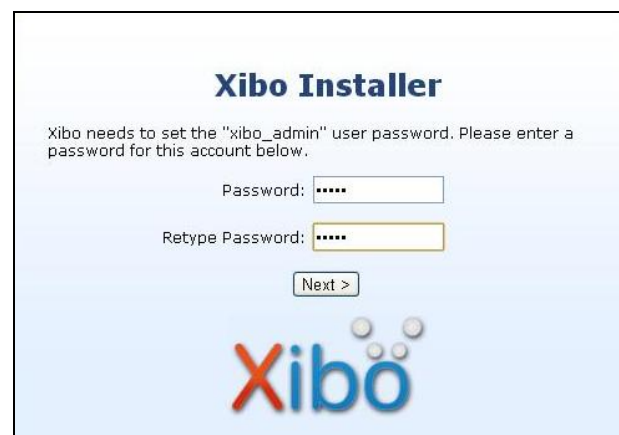 Xibo Installer
Xibo needs to set the "xibo_admin" user password. Please enter a
password for this account below.
Password: •••••
Retype Password: •••••
Next >
Xibo